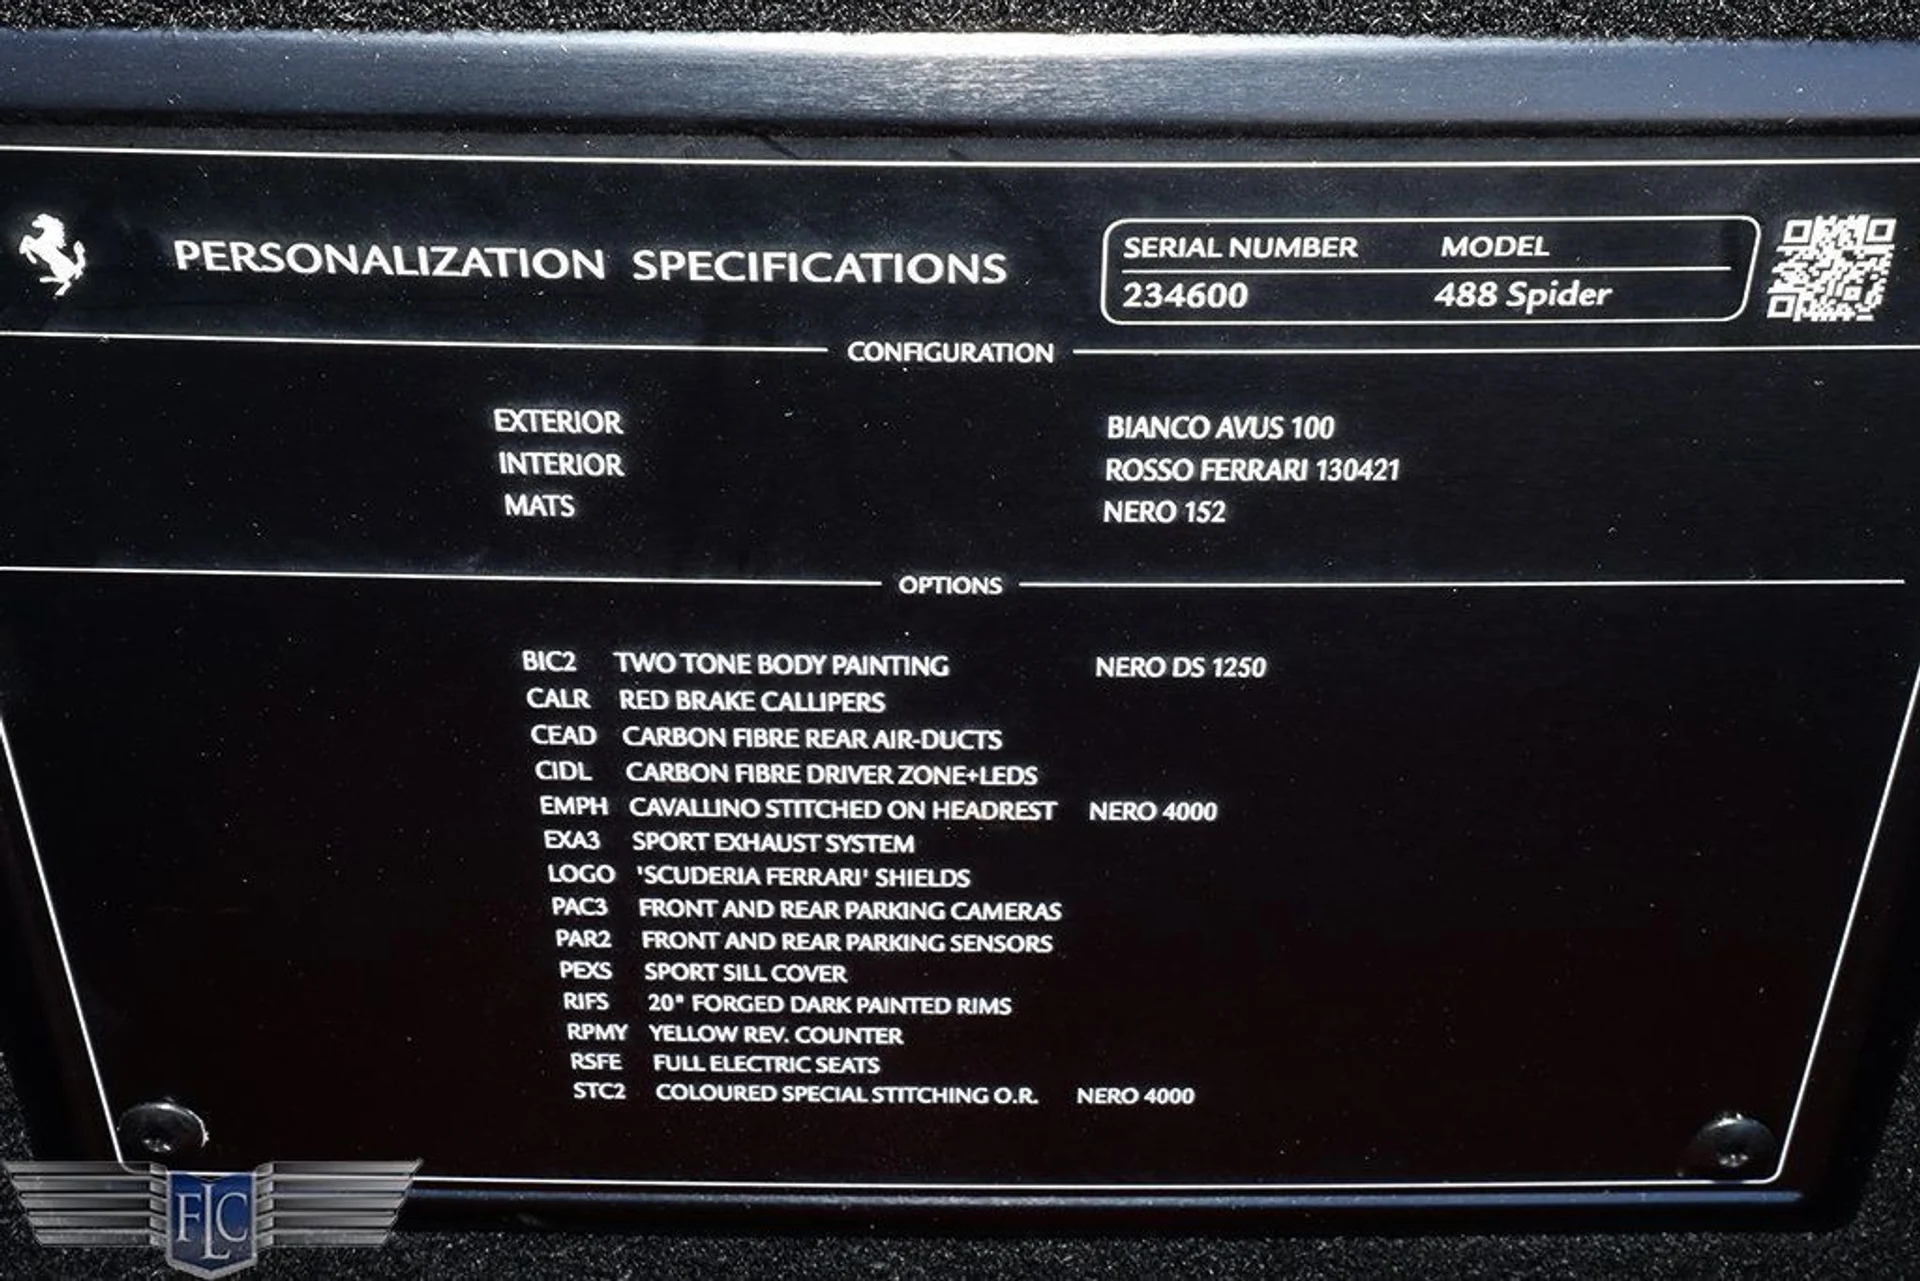 PERSONALIZATION SPECIFICATIONS
SERIAL NUMBER MODEL
234600 488 Spider
CONFIGURATION
EXTERIOR BIANCO AVUS 100
INTERIOR ROSSO FERRARI 130421
MATS NERO 152
OPTIONS
BIC2 TWO TONE BODY PAINTING NERO DS 1250
CALR RED BRAKE CALLIPERS
CEAD CARBON FIBRE REAR AIR-DUCTS
CIDL CARBON FIBRE DRIVER ZONE+LEDS
EMPH CAVALLINO STITCHED ON HEADREST NERO 4000
EXA3 SPORT EXHAUST SYSTEM
LOGO 'SCUDERIA FERRARI' SHIELDS
PAC3 FRONT AND REAR PARKING CAMERAS
PAR2 FRONT AND REAR PARKING SENSORS
PEXS SPORT SILL COVER
RIFS 20" FORGED DARK PAINTED RIMS
RPMY YELLOW REV. COUNTER
RSFE FULL ELECTRIC SEATS
STC2 COLOURED SPECIAL STITCHING O.R. NERO 4000
FLC